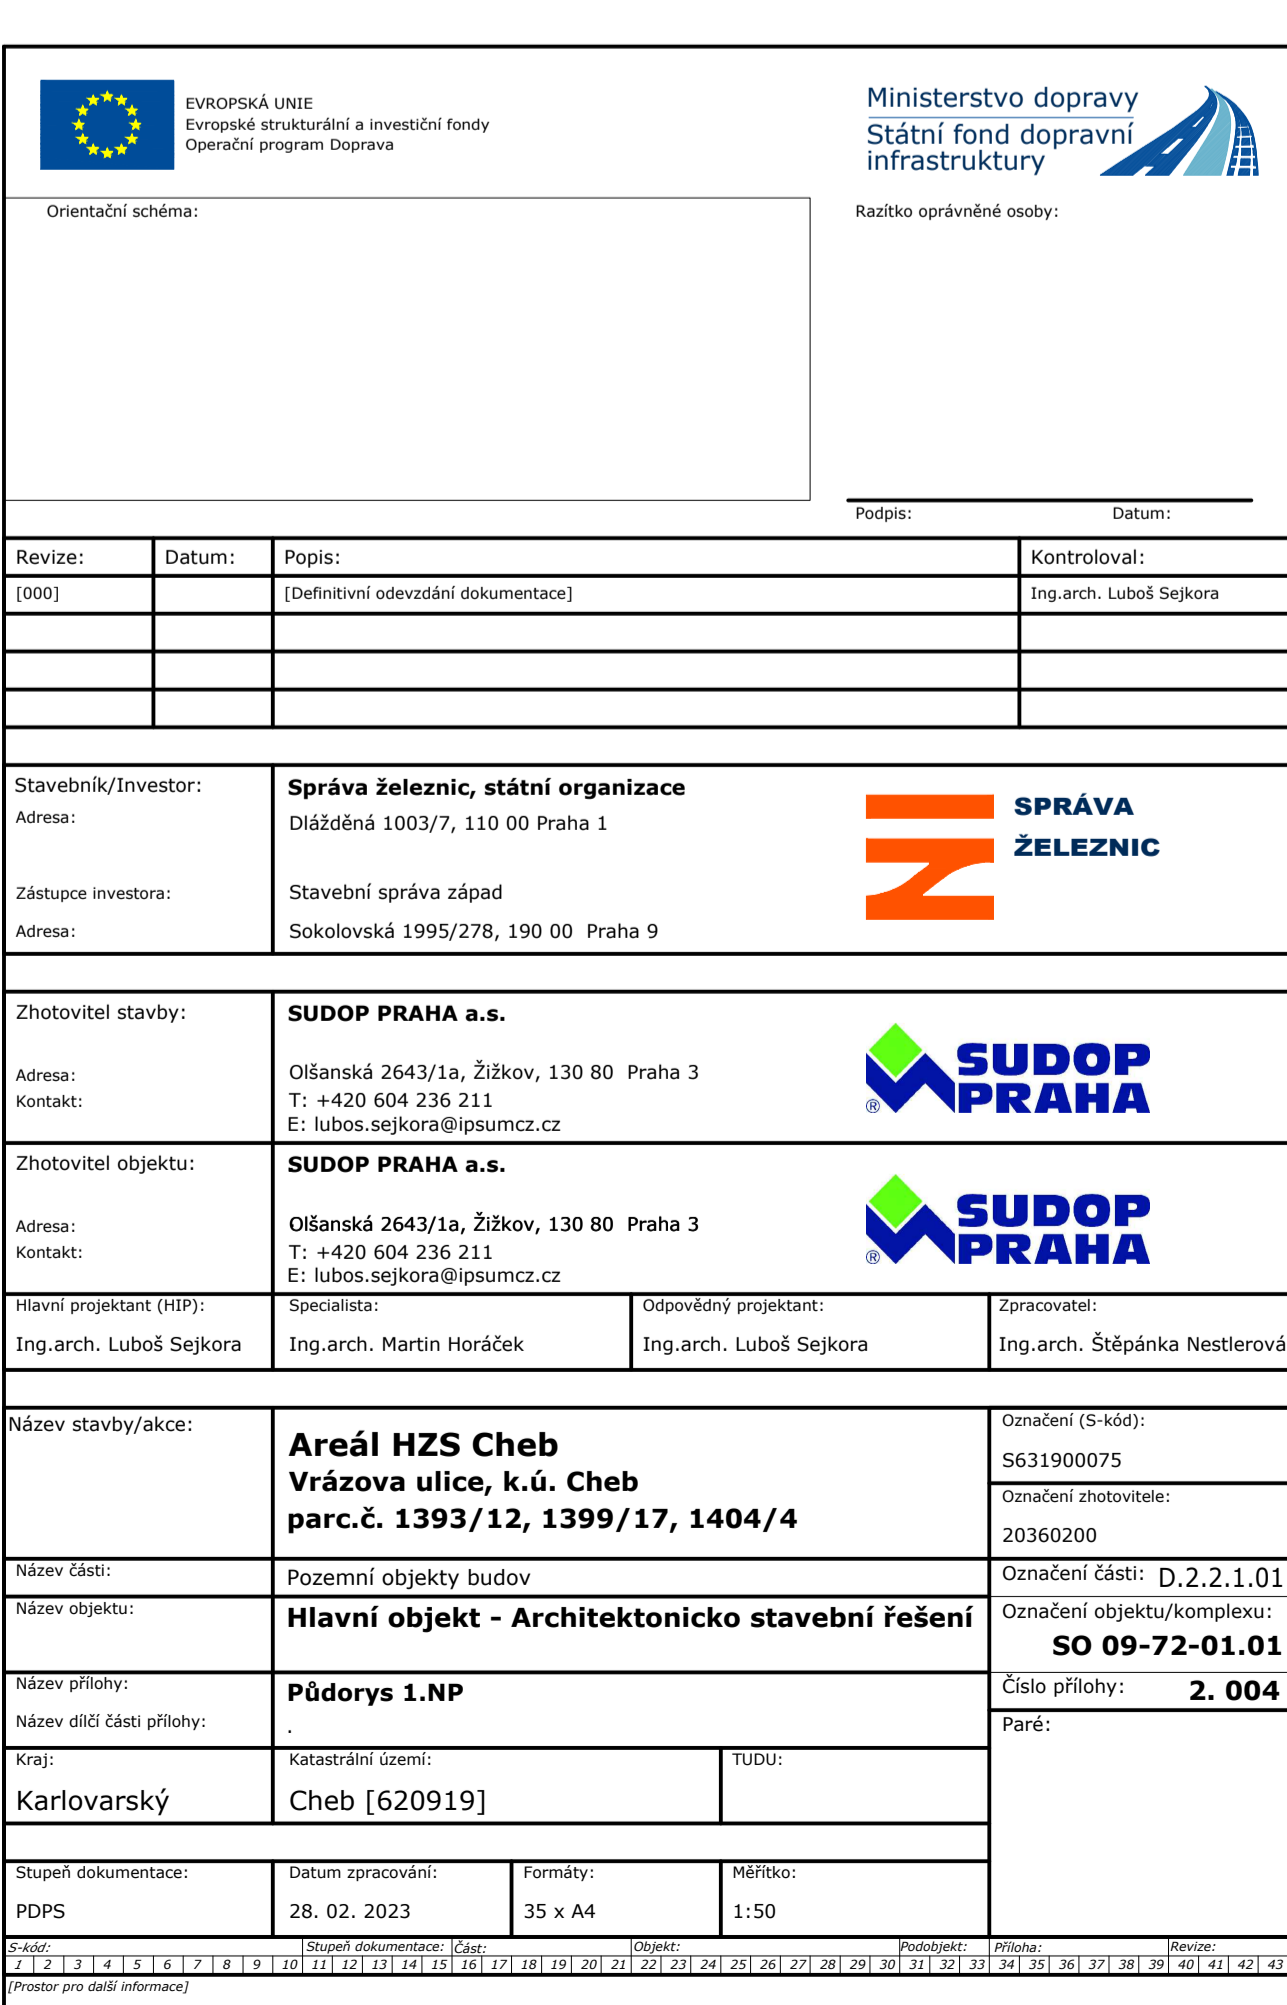 EVROPSKÁ UNIE
Evropské strukturální a investiční fondy
Operační program Doprava
Ministerstvo dopravy
Státní fond dopravní
infrastruktury
Orientační schéma:
Razítko oprávněné osoby:
Podpis: Datum:
Revize: Datum: Popis: Kontroloval:
[000] [Definitivní odevzdání dokumentace] Ing.arch. Luboš Sejkora
Stavebník/Investor: Správa železnic, státní organizace
Adresa: Dlážděná 1003/7, 110 00 Praha 1
SPRÁVA
ŽELEZNIC
Zástupce investora: Stavební správa západ
Adresa: Sokolovská 1995/278, 190 00 Praha 9
Zhotovitel stavby: SUDOP PRAHA a.s.
Adresa: Olšanská 2643/1a, Žižkov, 130 80 Praha 3
Kontakt: T: +420 604 236 211
E: lubos.sejkora@ipsumcz.cz
SUDOP
® PRAHA
Zhotovitel objektu: SUDOP PRAHA a.s.
Adresa: Olšanská 2643/1a, Žižkov, 130 80 Praha 3
Kontakt: T: +420 604 236 211
E: lubos.sejkora@ipsumcz.cz
SUDOP
® PRAHA
Hlavní projektant (HIP): Specialista: Odpovědný projektant: Zpracovatel:
Ing.arch. Luboš Sejkora Ing.arch. Martin Horáček Ing.arch. Luboš Sejkora Ing.arch. Štěpánka Nestlerová
Název stavby/akce:
Areál HZS Cheb
Vrázova ulice, k.ú. Cheb
parc.č. 1393/12, 1399/17, 1404/4
Označení (S-kód):
S631900075
Označení zhotovitele:
20360200
Název části: Pozemní objekty budov Označení části: D.2.2.1.01
Název objektu: Hlavní objekt - Architektonicko stavební řešení Označení objektu/komplexu:
SO 09-72-01.01
Název přílohy: Půdorys 1.NP Číslo přílohy: 2. 004
Název dílčí části přílohy: . Paré:
Kraj: Katastrální území: TUDU:
Karlovarský Cheb [620919]
Stupeň dokumentace: Datum zpracování: Formáty: Měřítko:
PDPS 28. 02. 2023 35 x A4 1:50
S-kód: Stupeň dokumentace: Část: Objekt: Podobjekt: Příloha: Revize:
1 2 3 4 5 6 7 8 9 10 11 12 13 14 15 16 17 18 19 20 21 22 23 24 25 26 27 28 29 30 31 32 33 34 35 36 37 38 39 40 41 42 43
[Prostor pro další informace]